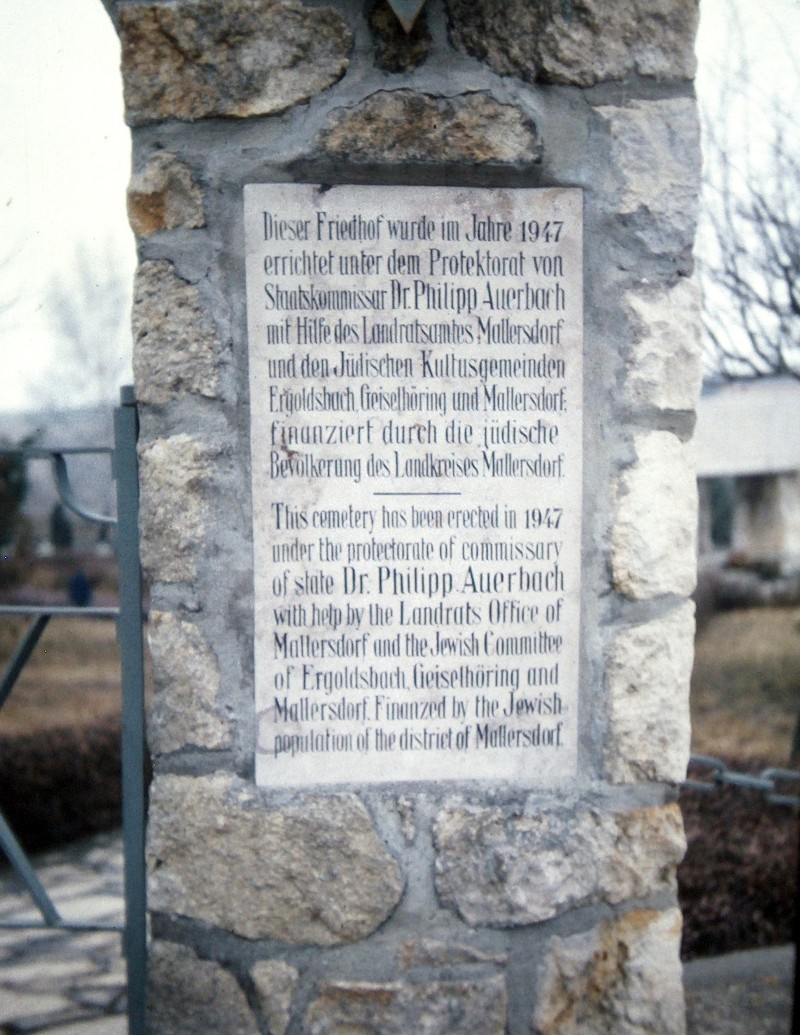 Dieser Friedhof wurde im Jahre 1947
errichtet unter dem Protektorat von
Staatskommissar Dr. Philipp Auerbach
mit Hilfe des Landratsamtes Mallersdorf
und den Jüdischen Kultusgemeinden
Ergoldsbach, Geiselhöring und Mallersdorf;
finanziert durch die jüdische
Bevölkerung des Landkreises Mallersdorf.
This cemetery has been erected in 1947
under the protectorate of commissary
of state Dr. Philipp Auerbach
with help by the Landrats Office of
Mallersdorf and the Jewish Committee
of Ergoldsbach, Geiselhöring and
Mallersdorf. Finanzed by the Jewish
population of the district of Mallersdorf.